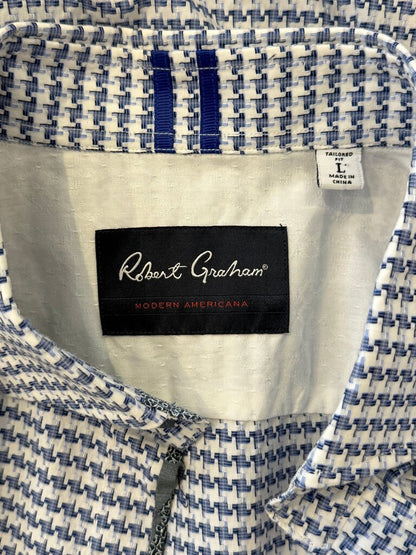 TAILORED
FIT
L
MADE IN
CHINA
Robert Graham®
MODERN AMERICANA